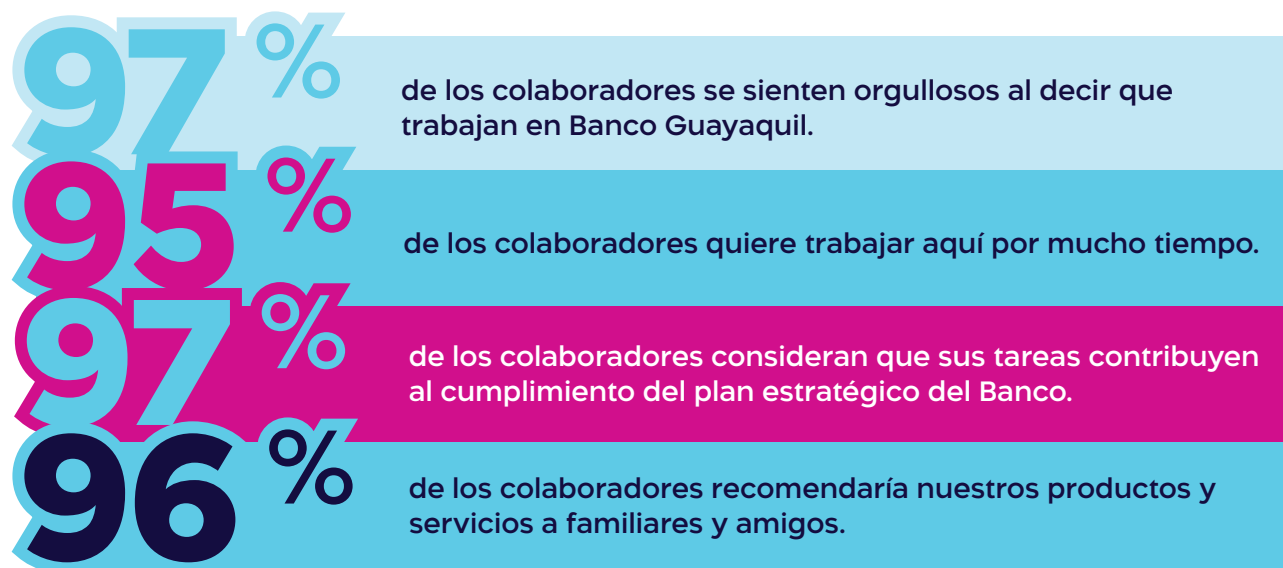 97%
de los colaboradores se sienten orgullosos al decir que
trabajan en Banco Guayaquil.
95%
de los colaboradores quiere trabajar aquí por mucho tiempo.
97%
de los colaboradores consideran que sus tareas contribuyen
al cumplimiento del plan estratégico del Banco.
96%
de los colaboradores recomendaría nuestros productos y
servicios a familiares y amigos.